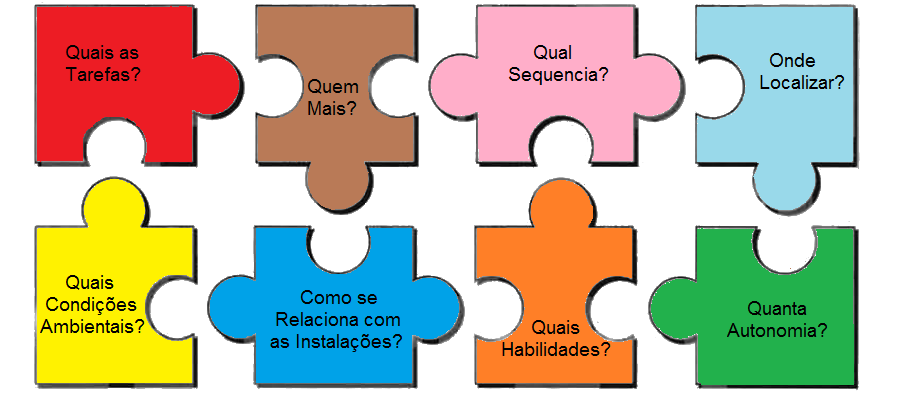 Quais as
Tarefas?
Quem
Mais?
Qual
Sequencia?
Onde
Localizar?
Quais
Condições
Ambientais?
Como se
Relaciona com
as Instalações?
Quais
Habilidades?
Quanta
Autonomia?